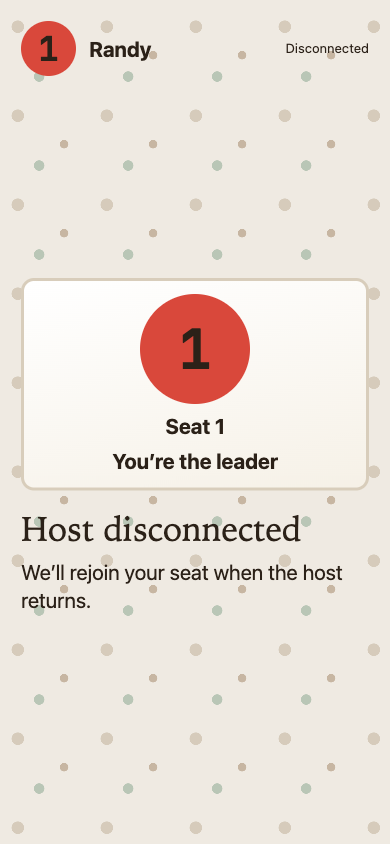 1 Randy Disconnected
1
Seat 1
You’re the leader
Host disconnected
We’ll rejoin your seat when the host
returns.